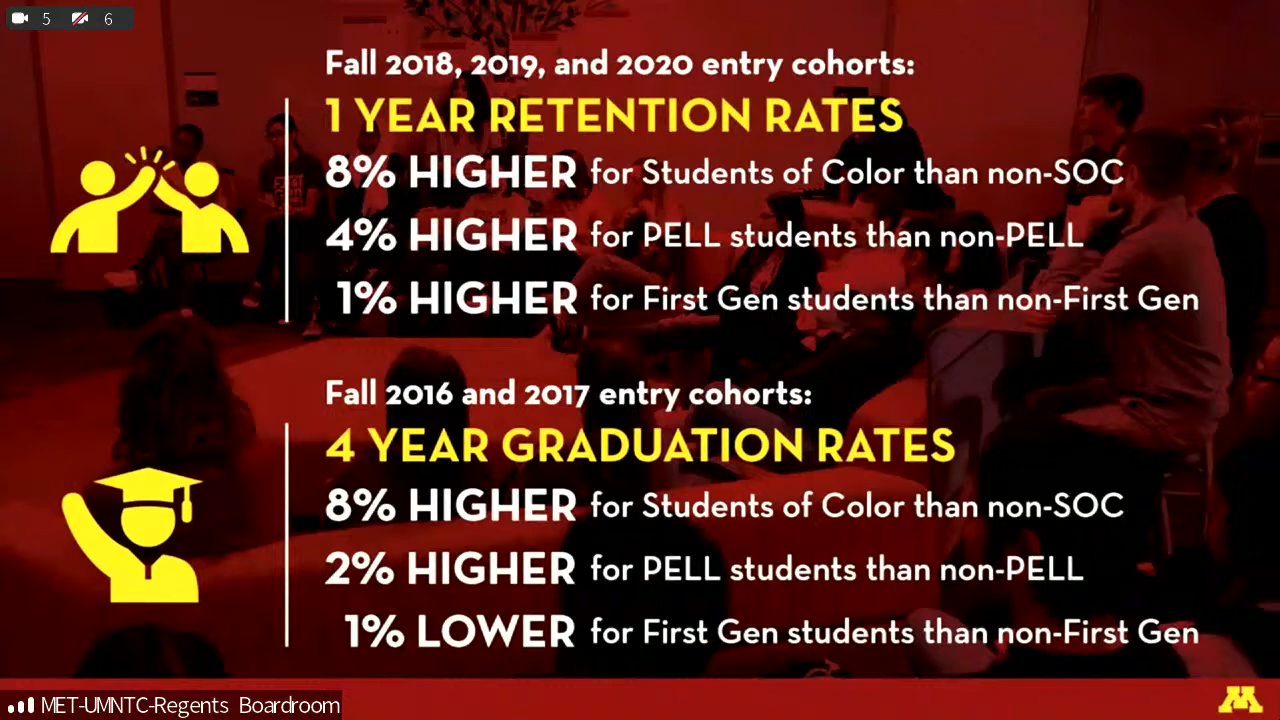 5 6
Fall 2018, 2019, and 2020 entry cohorts:
1 YEAR RETENTION RATES
8% HIGHER for Students of Color than non-SOC
4% HIGHER for PELL students than non-PELL
1% HIGHER for First Gen students than non-First Gen
Fall 2016 and 2017 entry cohorts:
4 YEAR GRADUATION RATES
8% HIGHER for Students of Color than non-SOC
2% HIGHER for PELL students than non-PELL
1% LOWER for First Gen students than non-First Gen
MET-UMNTC-Regents Boardroom
M